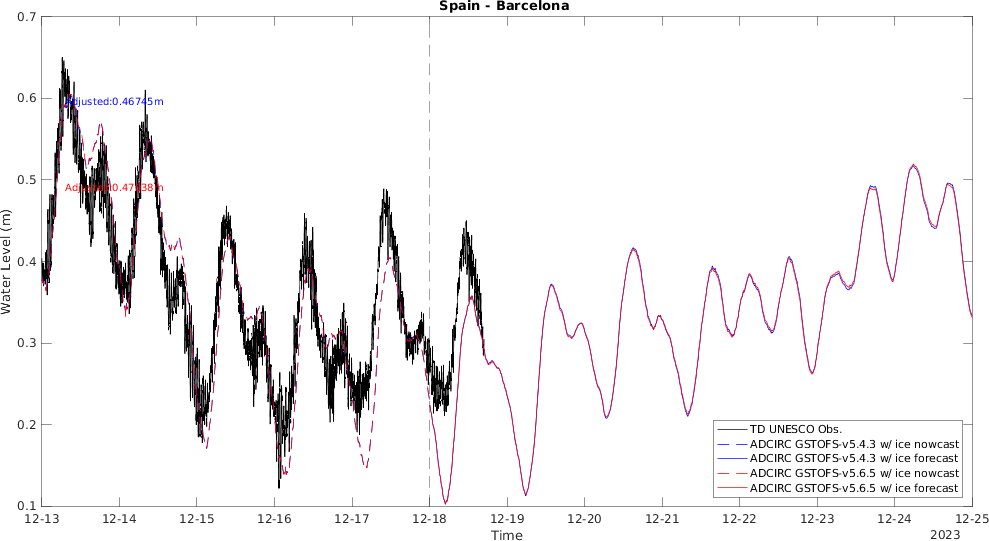 Spain - Barcelona
0.7
0.6
0.5
0.4
0.3
0.2
0.1
Water Level (m)
Adjusted:0.46745m
TD UNESCO Obs.
ADCIRC GSTOFS-v5.4.3 w/ ice nowcast
ADCIRC GSTOFS-v5.4.3 w/ ice forecast
ADCIRC GSTOFS-v5.6.5 w/ ice nowcast
ADCIRC GSTOFS-v5.6.5 w/ ice forecast
12-13 12-14 12-15 12-16 12-17 12-18 12-19 12-20 12-21 12-22 12-23 12-24 12-25
Time
2023